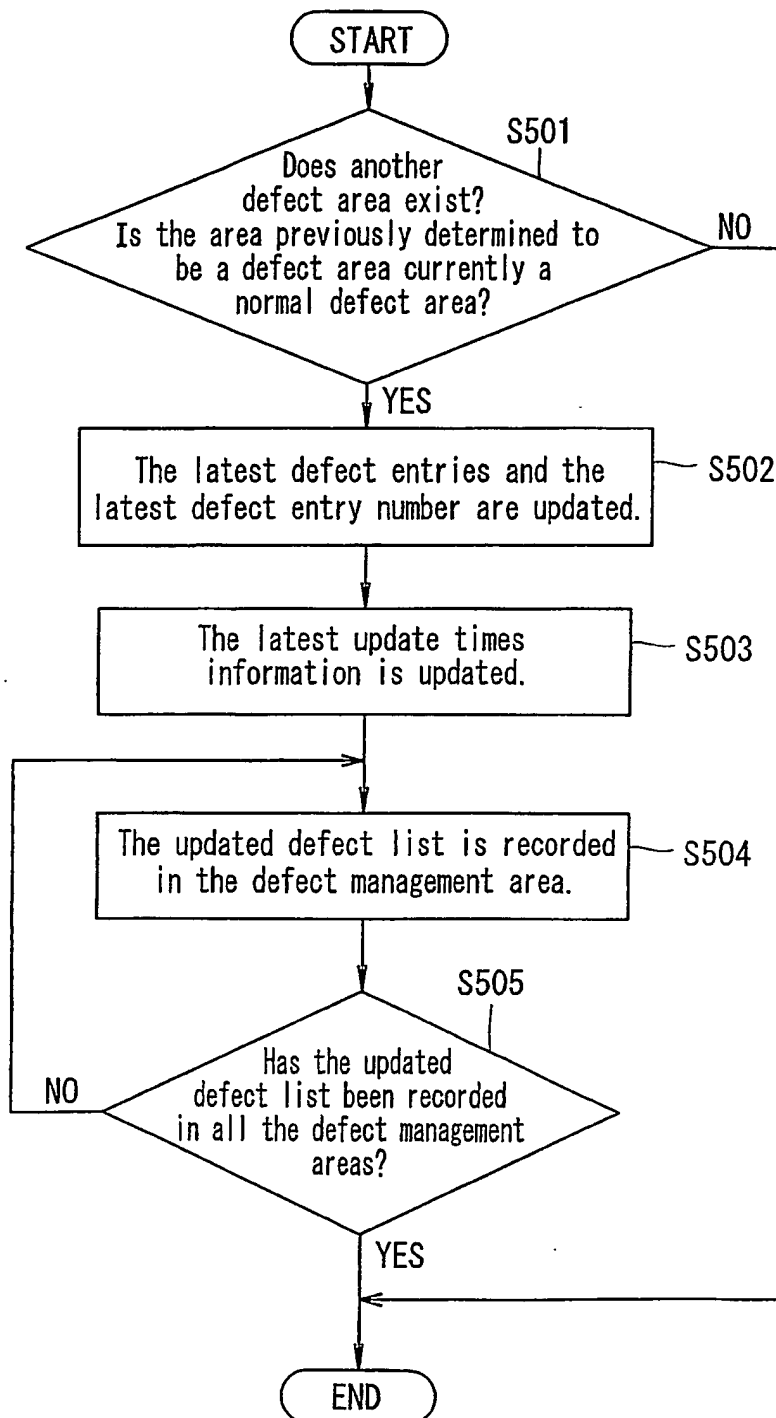 START
S501
Does another
defect area exist?
Is the area previously determined to
be a defect area currently a
normal defect area?
NO
YES
The latest defect entries and the
latest defect entry number are updated.
S502
The latest update times
information is updated.
S503
The updated defect list is recorded
in the defect management area.
S504
S505
Has the updated
defect list been recorded
in all the defect management
areas?
NO
YES
END